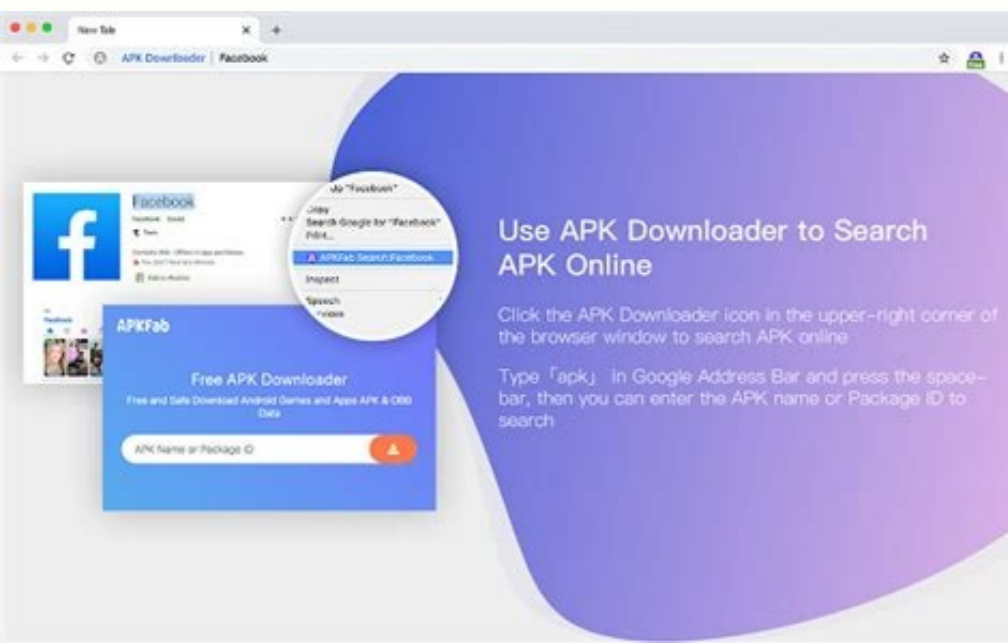 New Tab
APK Downloader | Facebook
Facebook
Up "Facebook"
Copy
Search Google for "Facebook"
Print...
APKFab Search Facebook
Inspect
Speech
APKFab
Free APK Downloader
Free and Safe Download Android Games and Apps APK & OBB
Data
APK Name or Package ID
Use APK Downloader to Search
APK Online
Click the APK Downloader icon in the upper-right corner of
the browser window to search APK online
Type「apk」 in Google Address Bar and press the space-
bar, then you can enter the APK name or Package ID to
search